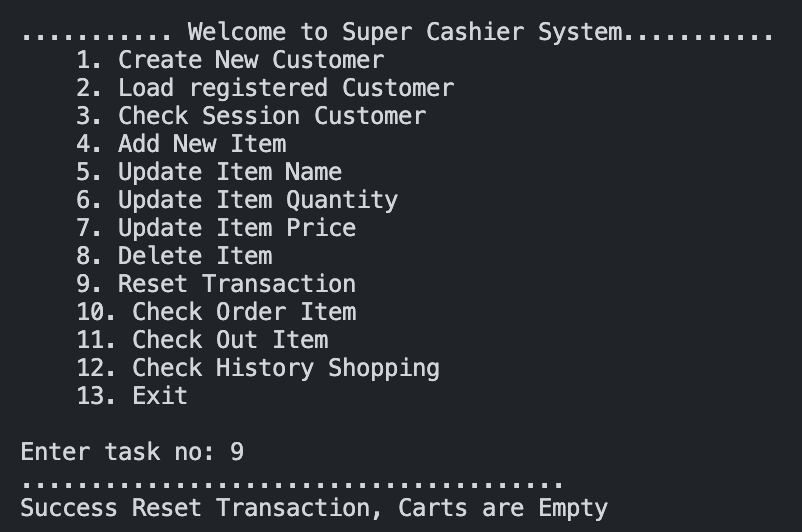 ........... Welcome to Super Cashier System...........
    1. Create New Customer
    2. Load registered Customer
    3. Check Session Customer
    4. Add New Item
    5. Update Item Name
    6. Update Item Quantity
    7. Update Item Price
    8. Delete Item
    9. Reset Transaction
    10. Check Order Item
    11. Check Out Item
    12. Check History Shopping
    13. Exit

Enter task no: 9
.......................................
Success Reset Transaction, Carts are Empty